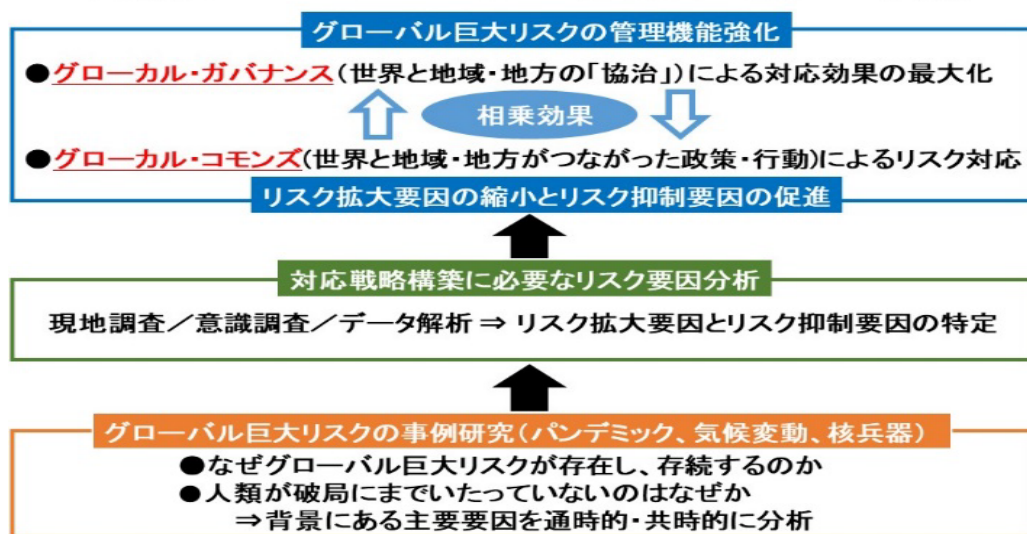 グローバル巨大リスクの管理機能強化
●グローカル・ガバナンス(世界と地域・地方の「協治」)による対応効果の最大化
相乗効果
●グローカル・コモンズ(世界と地域・地方がつながった政策・行動)によるリスク対応
リスク拡大要因の縮小とリスク抑制要因の促進
対応戦略構築に必要なリスク要因分析
現地調査／意識調査／データ解析 ⇒ リスク拡大要因とリスク抑制要因の特定
グローバル巨大リスクの事例研究(パンデミック、気候変動、核兵器)
●なぜグローバル巨大リスクが存在し、存続するのか
●人類が破局にまでいたっていないのはなぜか
⇒背景にある主要要因を通時的・共時的に分析